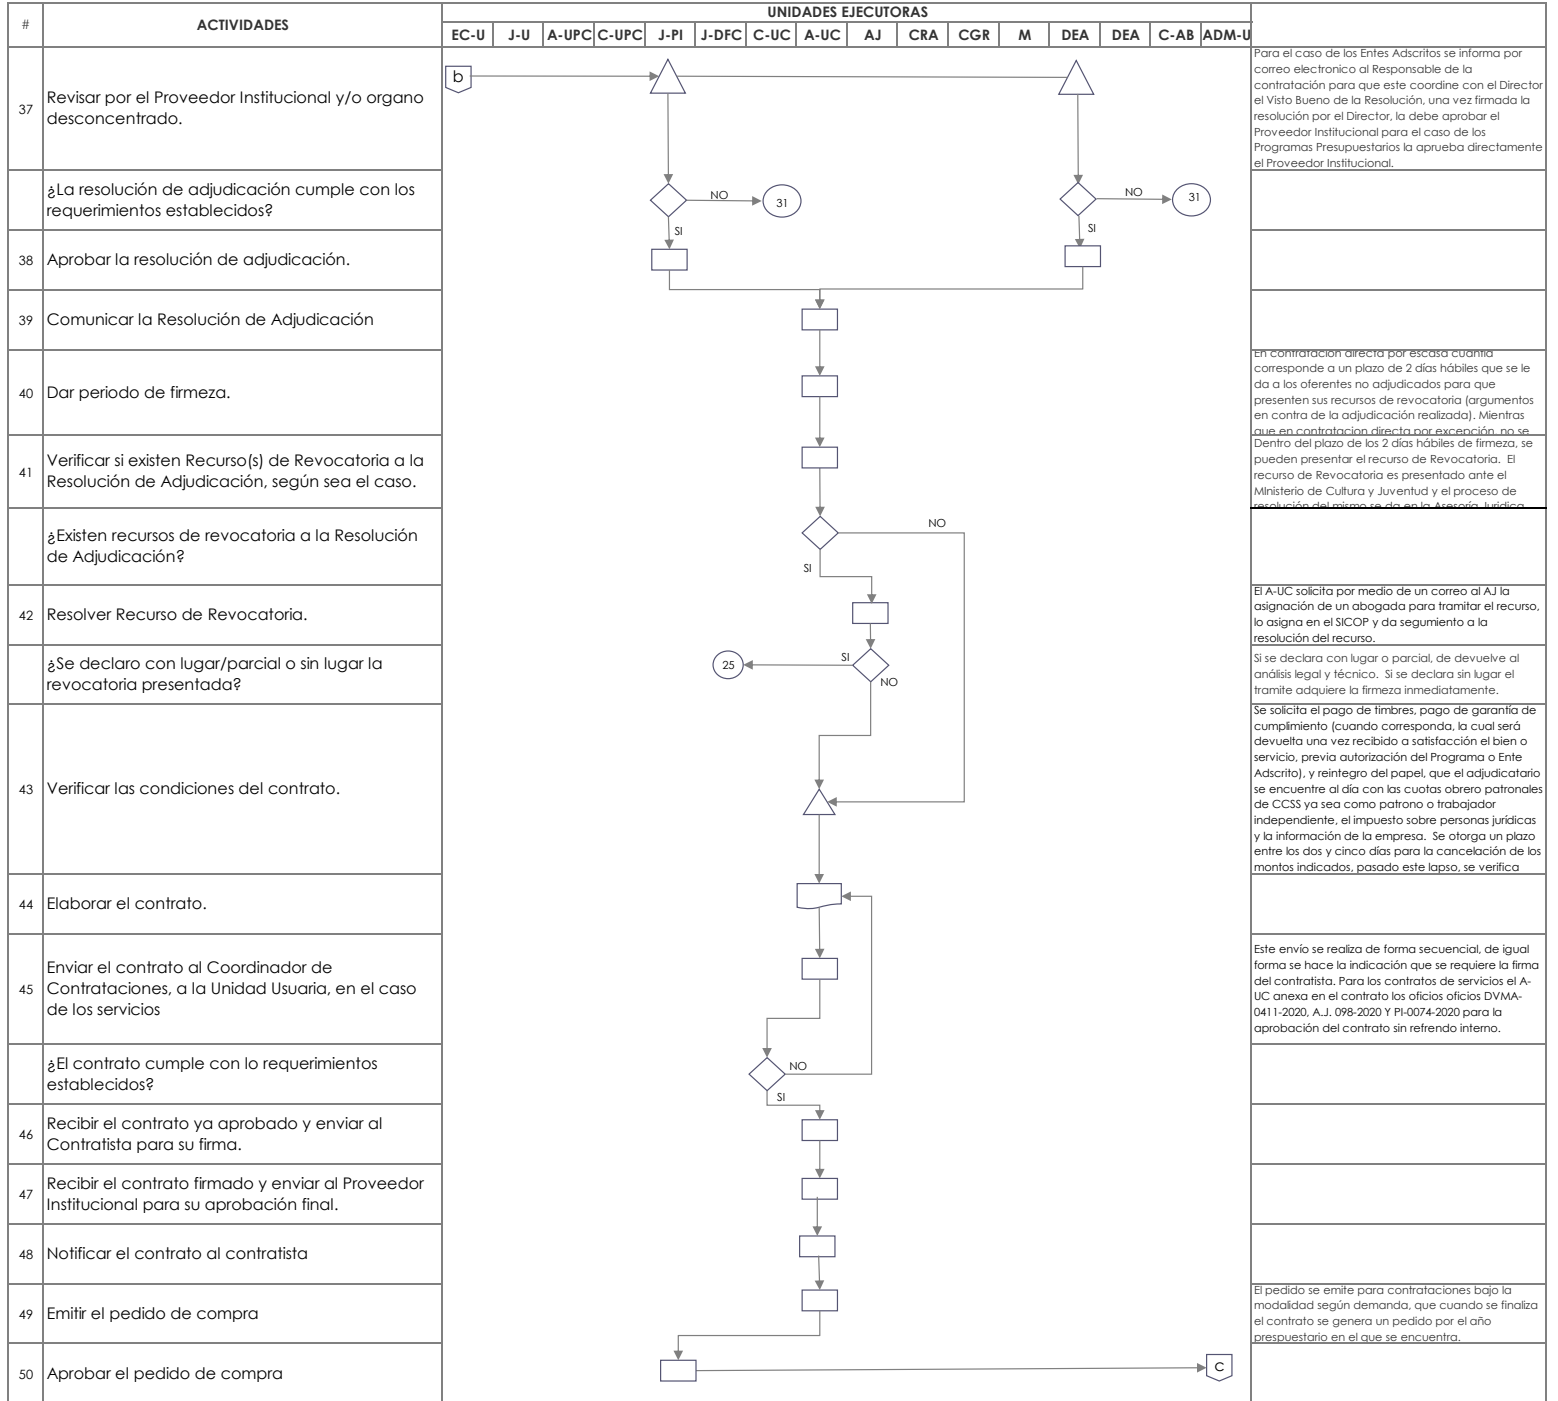 #
ACTIVIDADES
UNIDADES EJECUTORAS
EC-U J-U A-UPC C-UPC J-PI J-DFC C-UC A-UC AJ CRA CGR M DEA DEA C-AB ADM-U
37
Revisar por el Proveedor Institucional y/o organo
desconcentrado.
b
Para el caso de los Entes Adscritos se informa por
correo electronico al Responsable de la
contratación para que este coordine con el Director
el Visto Bueno de la Resolución, una vez firmada la
resolución por el Director, la debe aprobar el
Proveedor Institucional para el caso de los
Programas Presupuestarios la aprueba directamente
el Proveedor Institucional.
¿La resolución de adjudicación cumple con los
requerimientos establecidos?
NO
31
SI
NO
31
SI
38
Aprobar la resolución de adjudicación.
39
Comunicar la Resolución de Adjudicación
40
Dar periodo de firmeza.
En contratación directa por escasa cuantía
corresponde a un plazo de 2 días hábiles que se le
da a los oferentes no adjudicados para que
presenten sus recursos de revocatoria (argumentos
en contra de la adjudicación realizada). Mientras
que en contratacion directa por excepción, no se
41
Verificar si existen Recurso(s) de Revocatoria a la
Resolución de Adjudicación, según sea el caso.
Dentro del plazo de los 2 días hábiles de firmeza, se
pueden presentar el recurso de Revocatoria. El
recurso de Revocatoria es presentado ante el
MInisterio de Cultura y Juventud y el proceso de
resolución del mismo se da en la Asesoría Juridica
¿Existen recursos de revocatoria a la Resolución
de Adjudicación?
NO
SI
42
Resolver Recurso de Revocatoria.
El A-UC solicita por medio de un correo al AJ la
asignación de un abogada para tramitar el recurso,
lo asigna en el SICOP y da segumiento a la
resolución del recurso.
¿Se declaro con lugar/parcial o sin lugar la
revocatoria presentada?
25
SI
NO
Si se declara con lugar o parcial, de devuelve al
análisis legal y técnico. Si se declara sin lugar el
tramite adquiere la firmeza inmediatamente.
43
Verificar las condiciones del contrato.
Se solicita el pago de timbres, pago de garantía de
cumplimiento (cuando corresponda, la cual será
devuelta una vez recibido a satisfacción el bien o
servicio, previa autorización del Programa o Ente
Adscrito), y reintegro del papel, que el adjudicatario
se encuentre al día con las cuotas obrero patronales
de CCSS ya sea como patrono o trabajador
independiente, el impuesto sobre personas jurídicas
y la información de la empresa. Se otorga un plazo
entre los dos y cinco días para la cancelación de los
montos indicados, pasado este lapso, se verifica
44
Elaborar el contrato.
45
Enviar el contrato al Coordinador de
Contrataciones, a la Unidad Usuaria, en el caso
de los servicios
Este envío se realiza de forma secuencial, de igual
forma se hace la indicación que se requiere la firma
del contratista. Para los contratos de servicios el A-
UC anexa en el contrato los oficios oficios DVMA-
0411-2020, A.J. 098-2020 Y PI-0074-2020 para la
aprobación del contrato sin refrendo interno.
¿El contrato cumple con lo requerimientos
establecidos?
NO
SI
46
Recibir el contrato ya aprobado y enviar al
Contratista para su firma.
47
Recibir el contrato firmado y enviar al Proveedor
Institucional para su aprobación final.
48
Notificar el contrato al contratista
49
Emitir el pedido de compra
El pedido se emite para contrataciones bajo la
modalidad según demanda, que cuando se finaliza
el contrato se genera un pedido por el año
prespuestario en el que se encuentra.
50
Aprobar el pedido de compra
C